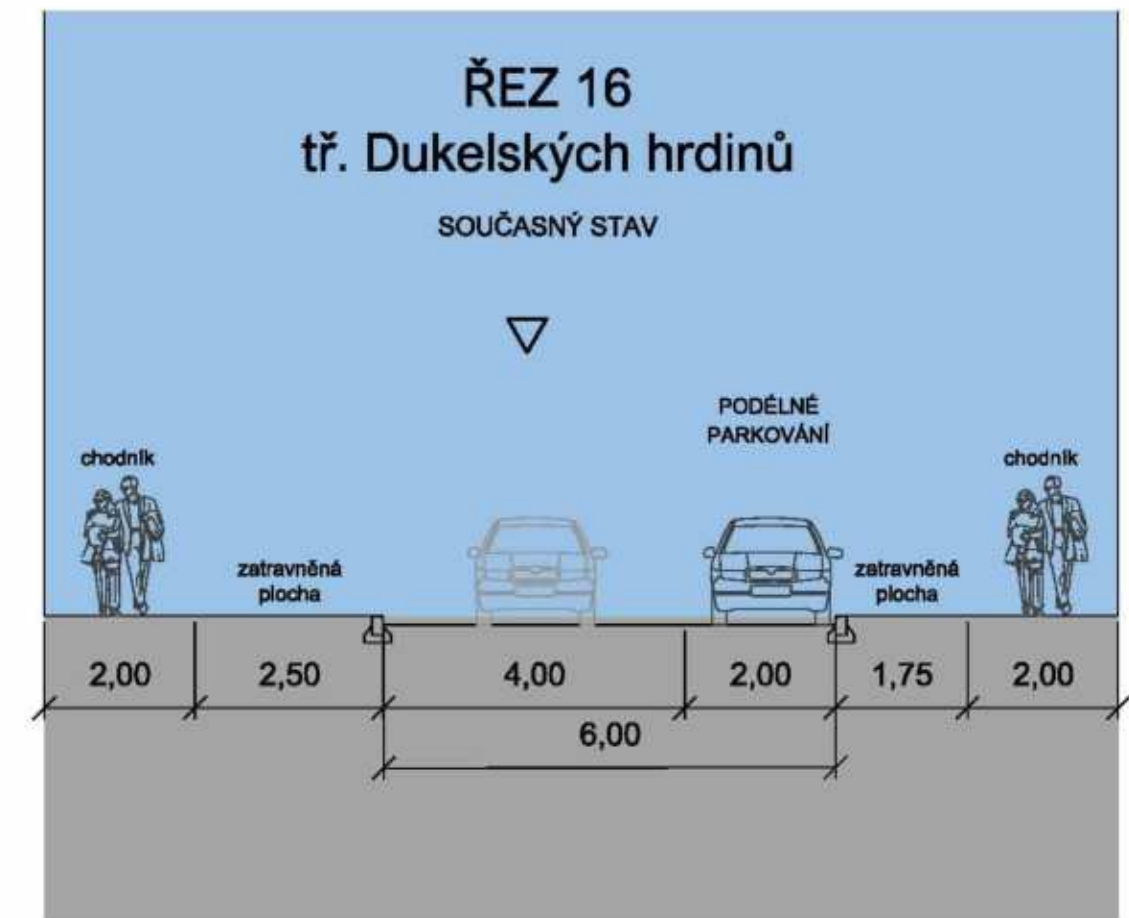 ŘEZ 16
tř. Dukelských hrdinů
SOUČASNÝ STAV
PODÉLNÉ
PARKOVÁNÍ
chodník
chodník
zatravněná
plocha
zatravněná
plocha
2,00 2,50 4,00 2,00 1,75 2,00
6,00